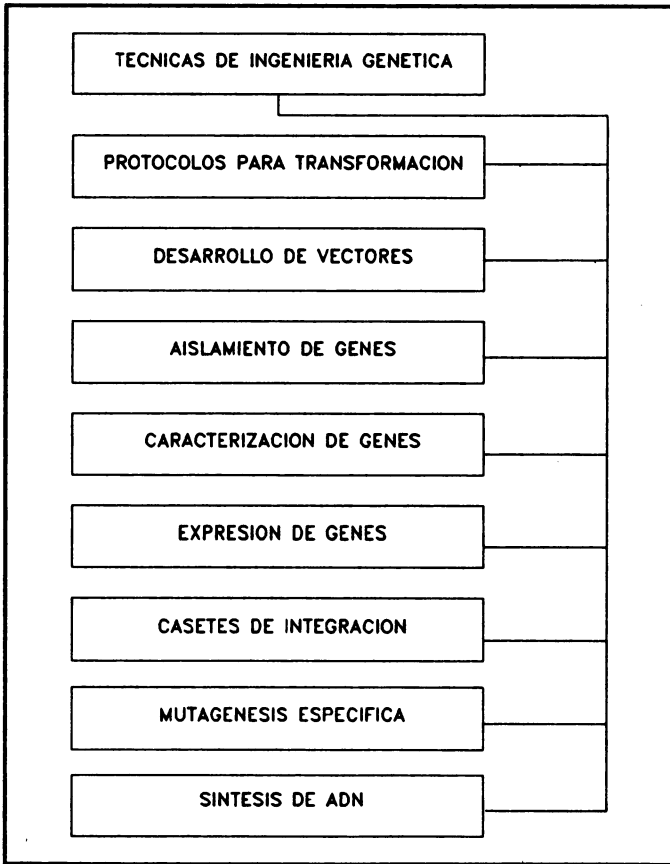 TECNICAS DE INGENIERIA GENETICA
PROTOCOLOS PARA TRANSFORMACION
DESARROLLO DE VECTORES
AISLAMIENTO DE GENES
CARACTERIZACION DE GENES
EXPRESION DE GENES
CASETES DE INTEGRACION
MUTAGENESIS ESPECIFICA
SINTESIS DE ADN